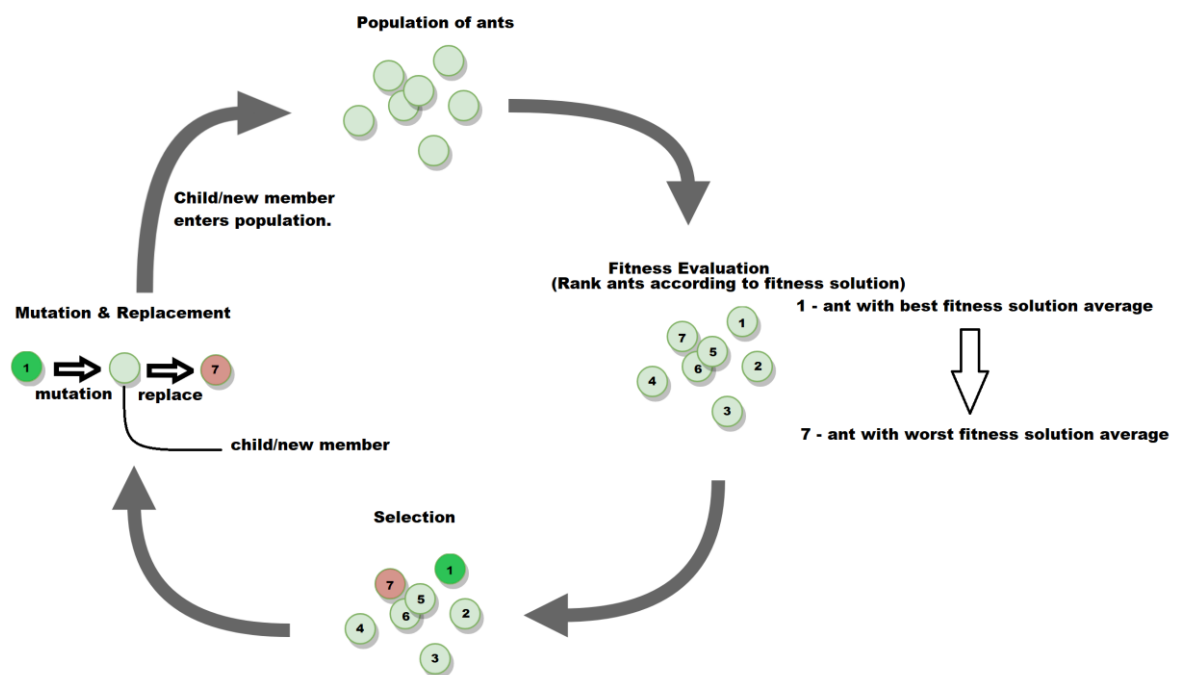 Population of ants
Child/new member
enters population.
Fitness Evaluation
(Rank ants according to fitness solution)
1 - ant with best fitness solution average
1
7
5
6
2
4
3
7 - ant with worst fitness solution average
Mutation & Replacement
1
7
mutation
replace
child/new member
Selection
1
7
5
6
2
4
3